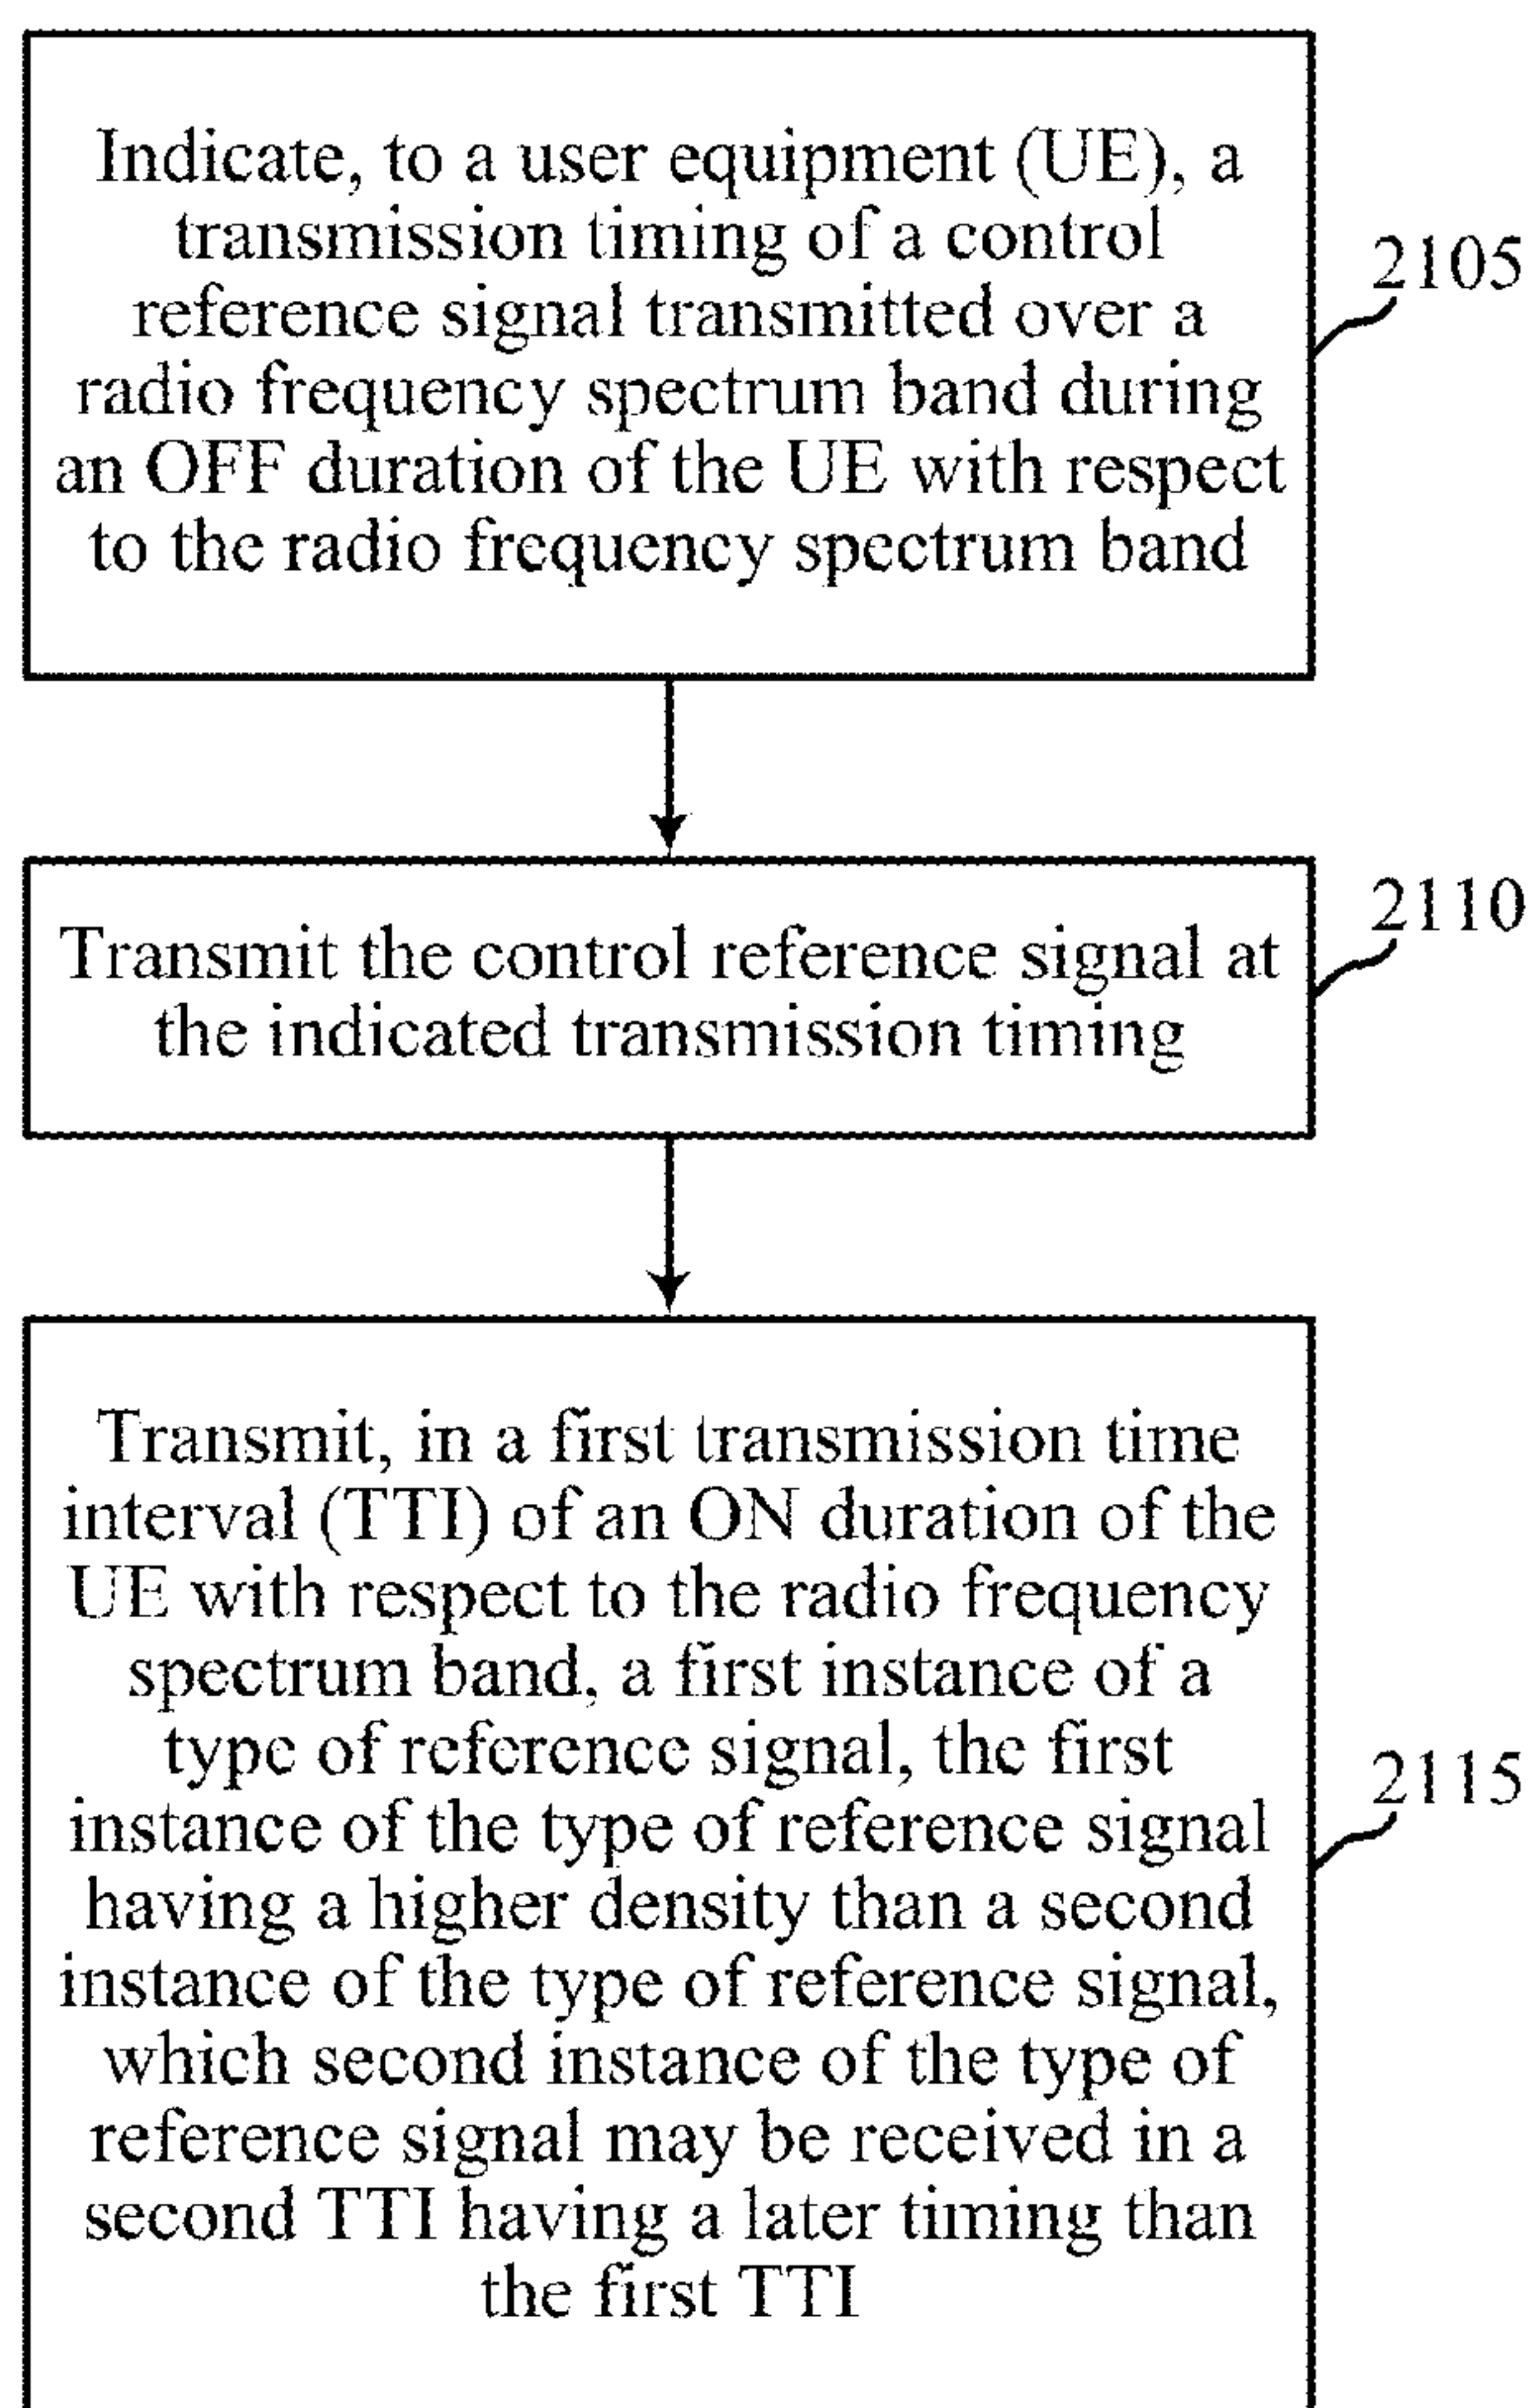 Indicate, to a user equipment (UE), a
transmission timing of a control
reference signal transmitted over a
radio frequency spectrum band during
an OFF duration of the UE with respect
to the radio frequency spectrum band
2105
Transmit the control reference signal at
the indicated transmission timing
2110
Transmit, in a first transmission time
interval (TTI) of an ON duration of the
UE with respect to the radio frequency
spectrum band, a first instance of a
type of reference signal, the first
instance of the type of reference signal
having a higher density than a second
instance of the type of reference signal,
which second instance of the type of
reference signal may be received in a
second TTI having a later timing than
the first TTI
2115